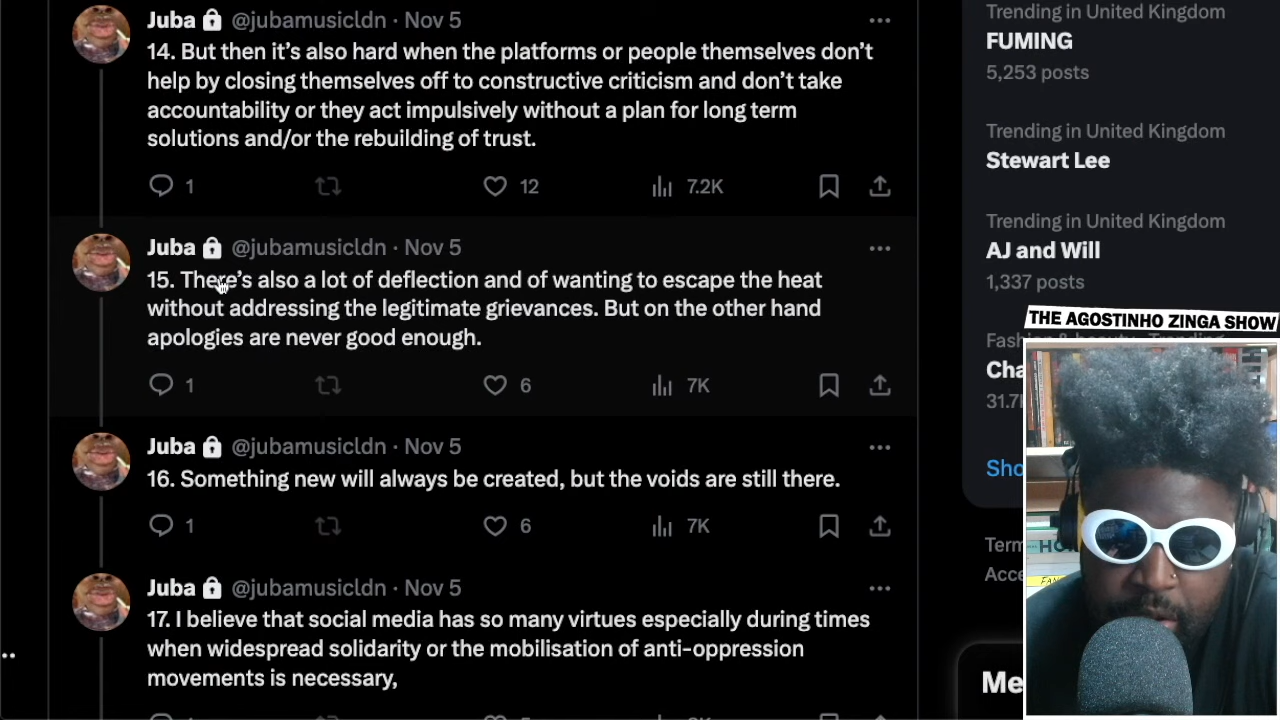 Juba @jubamusicldn · Nov 5
14. But then it's also hard when the platforms or people themselves don't
help by closing themselves off to constructive criticism and don't take
accountability or they act impulsively without a plan for long term
solutions and/or the rebuilding of trust.
1 12 7.2K
Juba @jubamusicldn · Nov 5
15. There's also a lot of deflection and of wanting to escape the heat
without addressing the legitimate grievances. But on the other hand
apologies are never good enough.
1 6 7K
Juba @jubamusicldn · Nov 5
16. Something new will always be created, but the voids are still there.
1 6 7K
Juba @jubamusicldn · Nov 5
17. I believe that social media has so many virtues especially during times
when widespread solidarity or the mobilisation of anti-oppression
movements is necessary,
Trending in United Kingdom
FUMING
5,253 posts
Trending in United Kingdom
Stewart Lee
Trending in United Kingdom
AJ and Will
1,337 posts
THE AGOSTINHO ZINGA SHOW
Cha
31.7
Sho
Term
Acce
Me